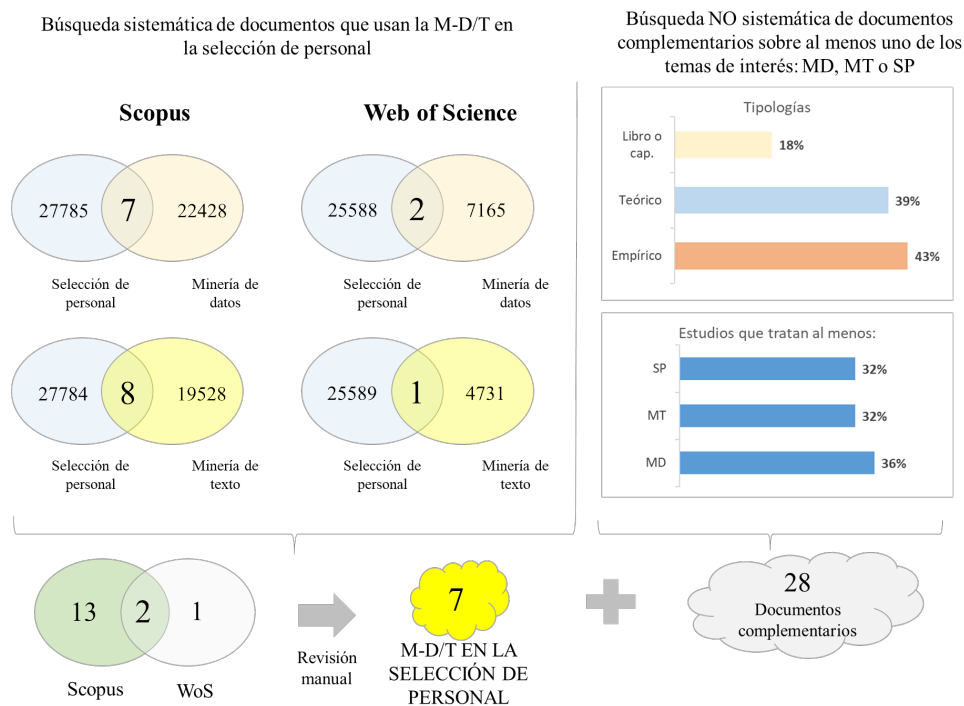 Búsqueda sistemática de documentos que usan la M-D/T en
la selección de personal
Scopus
Web of Science
27785
7
22428
Selección de
personal
Minería de
datos
25588
2
7165
Selección de
personal
Minería de
datos
27784
8
19528
Selección de
personal
Minería de
texto
25589
1
4731
Selección de
personal
Minería de
texto
Búsqueda NO sistemática de documentos
complementarios sobre al menos uno de los
temas de interés: MD, MT o SP
Tipologías
Libro o
cap.
18%
Teórico
39%
Empírico
43%
Estudios que tratan al menos:
SP
32%
MT
32%
MD
36%
13
2
1
Scopus
WoS
Revisión
manual
7
M-D/T EN LA
SELECCIÓN DE
PERSONAL
28
Documentos
complementarios